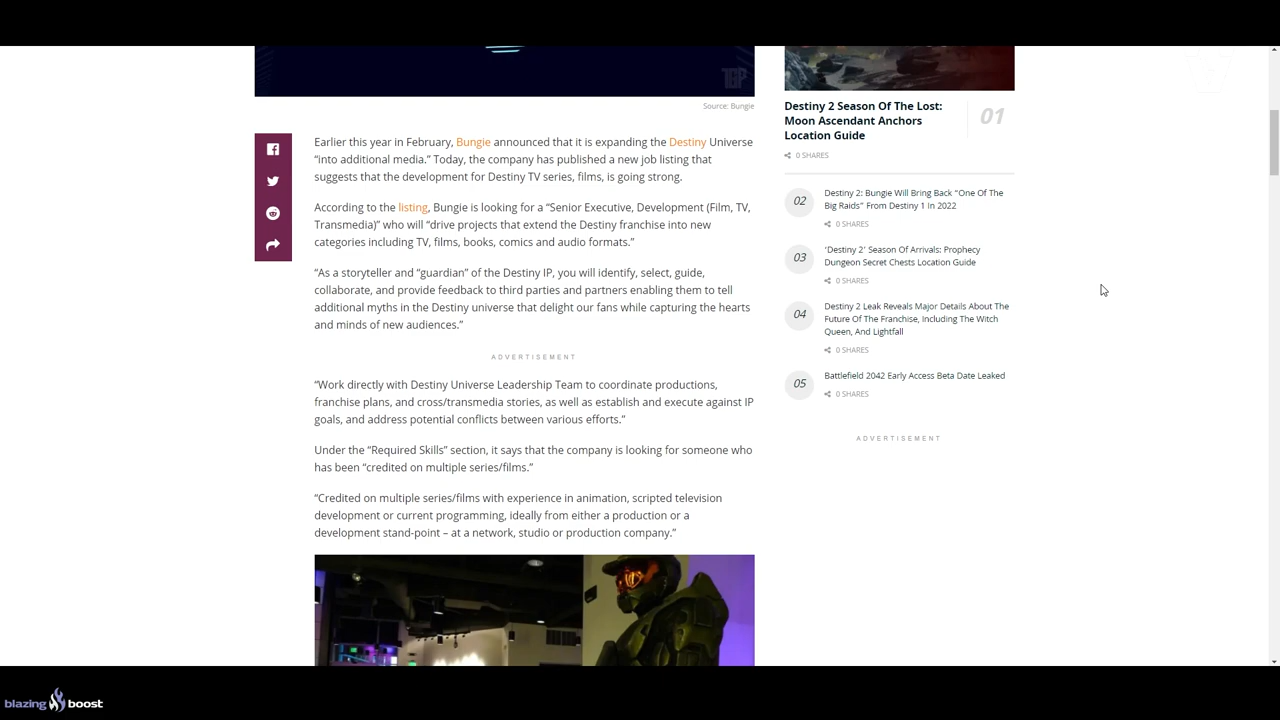 TGP
Source: Bungie
Earlier this year in February, Bungie announced that it is expanding the Destiny Universe
“into additional media.” Today, the company has published a new job listing that
suggests that the development for Destiny TV series, films, is going strong.
According to the listing, Bungie is looking for a “Senior Executive, Development (Film, TV,
Transmedia)” who will “drive projects that extend the Destiny franchise into new
categories including TV, films, books, comics and audio formats.”
“As a storyteller and “guardian” of the Destiny IP, you will identify, select, guide,
collaborate, and provide feedback to third parties and partners enabling them to tell
additional myths in the Destiny universe that delight our fans while capturing the hearts
and minds of new audiences.”
ADVERTISEMENT
“Work directly with Destiny Universe Leadership Team to coordinate productions,
franchise plans, and cross/transmedia stories, as well as establish and execute against IP
goals, and address potential conflicts between various efforts.”
Under the “Required Skills” section, it says that the company is looking for someone who
has been “credited on multiple series/films.”
“Credited on multiple series/films with experience in animation, scripted television
development or current programming, ideally from either a production or a
development stand-point – at a network, studio or production company.”
Destiny 2 Season Of The Lost:
Moon Ascendant Anchors
Location Guide
01
0 SHARES
02
Destiny 2: Bungie Will Bring Back “One Of The
Big Raids” From Destiny 1 In 2022
0 SHARES
03
‘Destiny 2’ Season Of Arrivals: Prophecy
Dungeon Secret Chests Location Guide
0 SHARES
04
Destiny 2 Leak Reveals Major Details About The
Future Of The Franchise, Including The Witch
Queen, And Lightfall
0 SHARES
05
Battlefield 2042 Early Access Beta Date Leaked
0 SHARES
ADVERTISEMENT
blazing boost